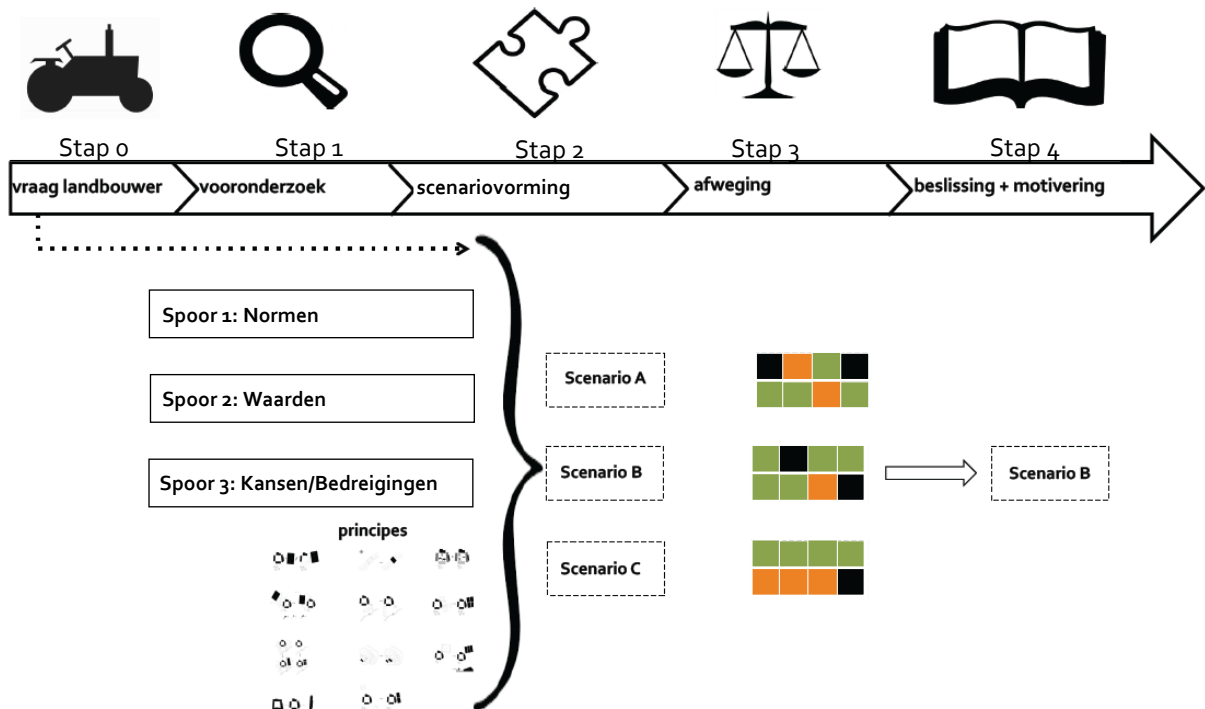 Stap 0
Stap 1
Stap 2
Stap 3
Stap 4
vraag landbouwer
vooronderzoek
scenariovorming
afweging
beslissing + motivering
Spoor 1: Normen
Spoor 2: Waarden
Spoor 3: Kansen/Bedreigingen
principes
Scenario A
Scenario B
Scenario B
Scenario C